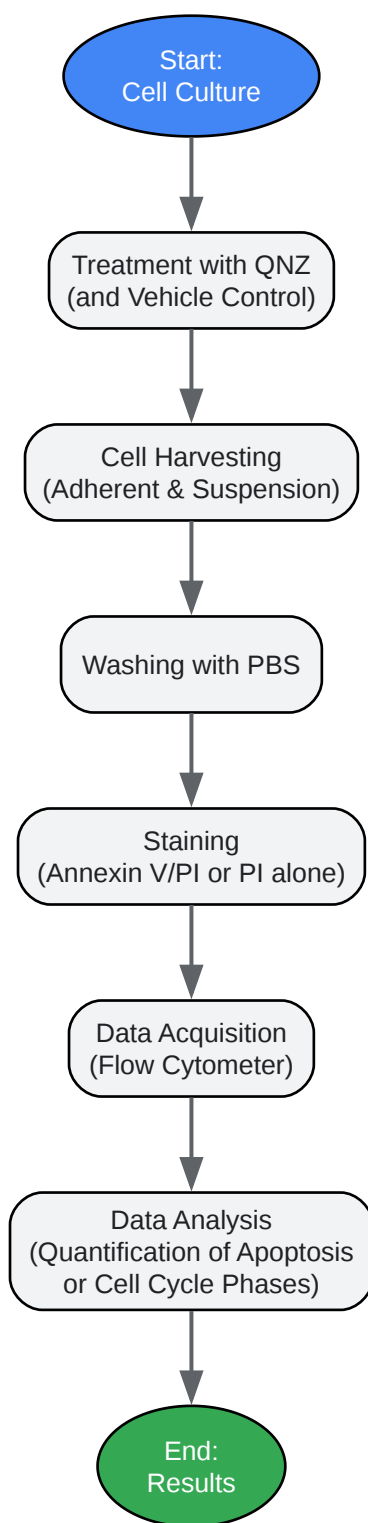 Start:
Cell Culture
Treatment with QNZ
(and Vehicle Control)
Cell Harvesting
(Adherent & Suspension)
Washing with PBS
Staining
(Annexin V/PI or PI alone)
Data Acquisition
(Flow Cytometer)
Data Analysis
(Quantification of Apoptosis
or Cell Cycle Phases)
End:
Results